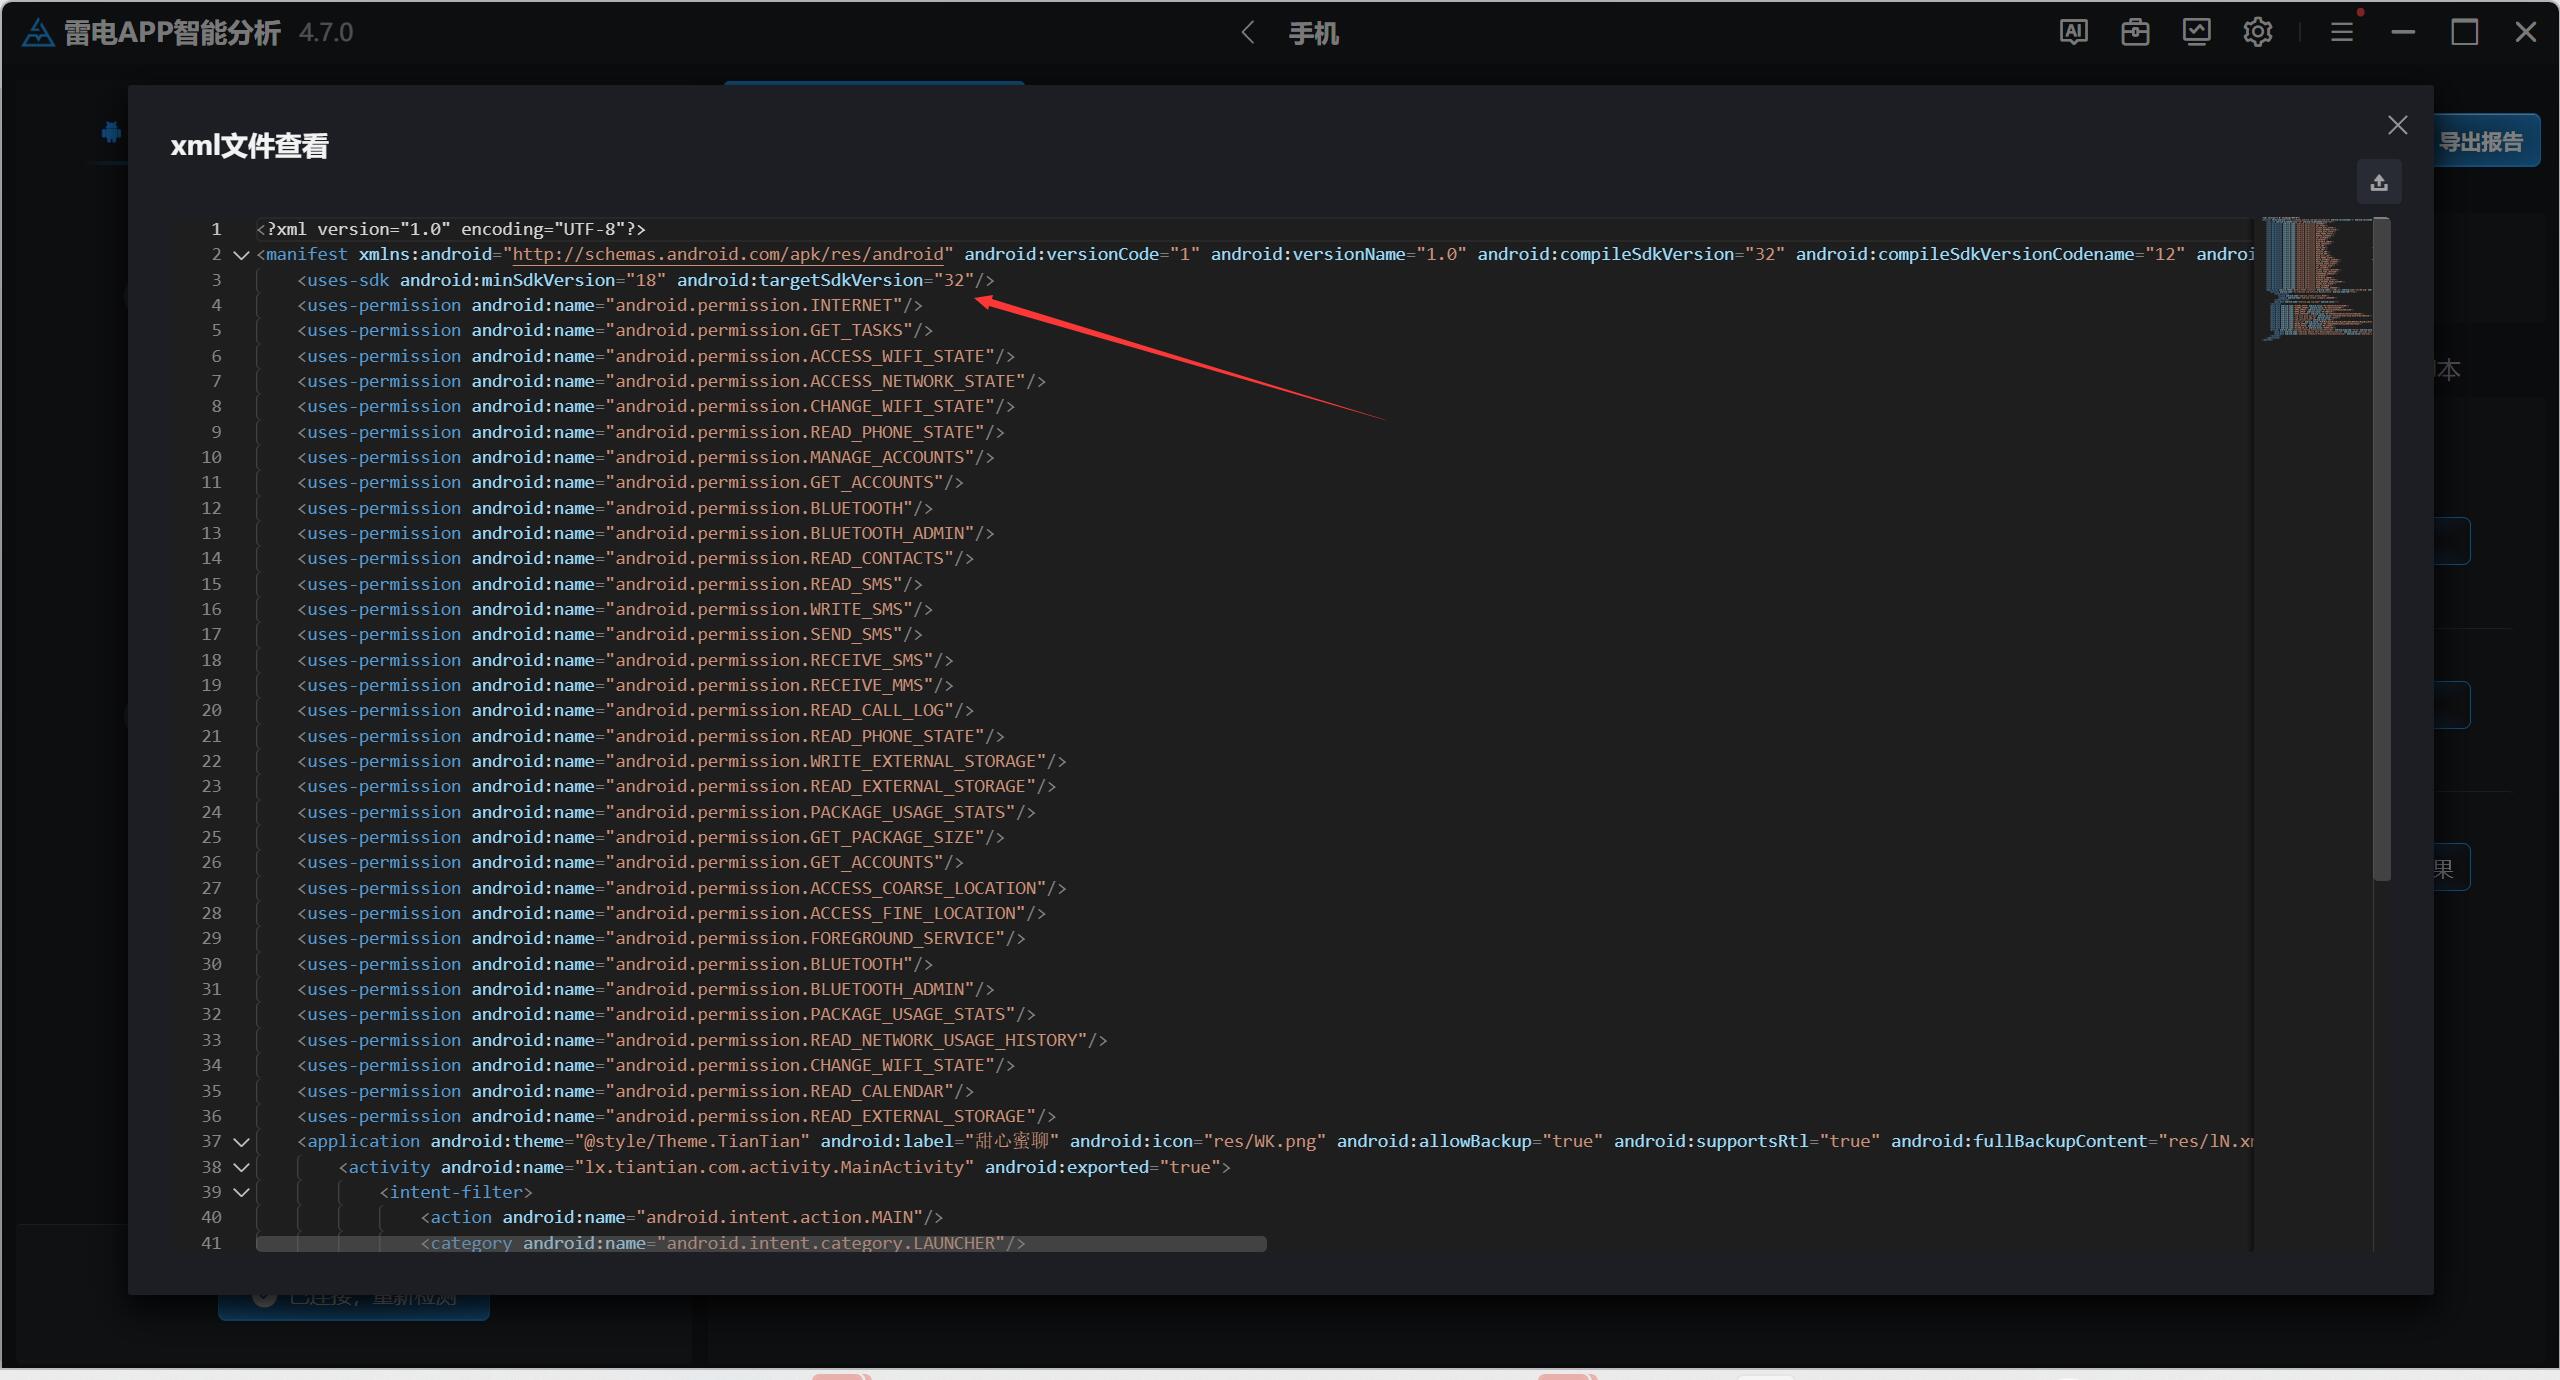 雷电APP智能分析 4.7.0
手机
导出报告
xml文件查看
1 <?xml version="1.0" encoding="UTF-8"?>
2 <manifest xmlns:android="http://schemas.android.com/apk/res/android" android:versionCode="1" android:versionName="1.0" android:compileSdkVersion="32" android:compileSdkVersionCodename="12" androi
3 <uses-sdk android:minSdkVersion="18" android:targetSdkVersion="32"/>
4 <uses-permission android:name="android.permission.INTERNET"/>
5 <uses-permission android:name="android.permission.GET_TASKS"/>
6 <uses-permission android:name="android.permission.ACCESS_WIFI_STATE"/>
7 <uses-permission android:name="android.permission.ACCESS_NETWORK_STATE"/>
8 <uses-permission android:name="android.permission.CHANGE_WIFI_STATE"/>
9 <uses-permission android:name="android.permission.READ_PHONE_STATE"/>
10 <uses-permission android:name="android.permission.MANAGE_ACCOUNTS"/>
11 <uses-permission android:name="android.permission.GET_ACCOUNTS"/>
12 <uses-permission android:name="android.permission.BLUETOOTH"/>
13 <uses-permission android:name="android.permission.BLUETOOTH_ADMIN"/>
14 <uses-permission android:name="android.permission.READ_CONTACTS"/>
15 <uses-permission android:name="android.permission.READ_SMS"/>
16 <uses-permission android:name="android.permission.WRITE_SMS"/>
17 <uses-permission android:name="android.permission.SEND_SMS"/>
18 <uses-permission android:name="android.permission.RECEIVE_SMS"/>
19 <uses-permission android:name="android.permission.RECEIVE_MMS"/>
20 <uses-permission android:name="android.permission.READ_CALL_LOG"/>
21 <uses-permission android:name="android.permission.READ_PHONE_STATE"/>
22 <uses-permission android:name="android.permission.WRITE_EXTERNAL_STORAGE"/>
23 <uses-permission android:name="android.permission.READ_EXTERNAL_STORAGE"/>
24 <uses-permission android:name="android.permission.PACKAGE_USAGE_STATS"/>
25 <uses-permission android:name="android.permission.GET_PACKAGE_SIZE"/>
26 <uses-permission android:name="android.permission.GET_ACCOUNTS"/>
27 <uses-permission android:name="android.permission.ACCESS_COARSE_LOCATION"/>
28 <uses-permission android:name="android.permission.ACCESS_FINE_LOCATION"/>
29 <uses-permission android:name="android.permission.FOREGROUND_SERVICE"/>
30 <uses-permission android:name="android.permission.BLUETOOTH"/>
31 <uses-permission android:name="android.permission.BLUETOOTH_ADMIN"/>
32 <uses-permission android:name="android.permission.PACKAGE_USAGE_STATS"/>
33 <uses-permission android:name="android.permission.READ_NETWORK_USAGE_HISTORY"/>
34 <uses-permission android:name="android.permission.CHANGE_WIFI_STATE"/>
35 <uses-permission android:name="android.permission.READ_CALENDAR"/>
36 <uses-permission android:name="android.permission.READ_EXTERNAL_STORAGE"/>
37 <application android:theme="@style/Theme.TianTian" android:label="甜心蜜聊" android:icon="res/WK.png" android:allowBackup="true" android:supportsRtl="true" android:fullBackupContent="res/lN.xm
38 <activity android:name="lx.tiantian.com.activity.MainActivity" android:exported="true">
39 <intent-filter>
40 <action android:name="android.intent.action.MAIN"/>
41 <category android:name="android.intent.category.LAUNCHER"/>
本
果
已连接，重新检测